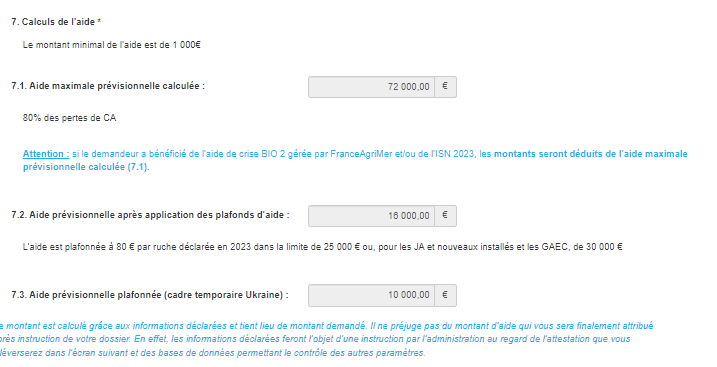 7. Calculs de l'aide *
Le montant minimal de l'aide est de 1 000€
7.1. Aide maximale prévisionnelle calculée :
72 000,00 €
80% des pertes de CA
Attention : si le demandeur a bénéficié de l'aide de crise BIO 2 gérée par FranceAgriMer et/ou de l'ISN 2023, les montants seront déduits de l'aide maximale
prévisionnelle calculée (7.1).
7.2. Aide prévisionnelle après application des plafonds d'aide :
16 000,00 €
L'aide est plafonnée à 80 € par ruche déclarée en 2023 dans la limite de 25 000 € ou, pour les JA et nouveaux installés et les GAEC, de 30 000 €
7.3. Aide prévisionnelle plafonnée (cadre temporaire Ukraine) :
10 000,00 €
e montant est calculé grâce aux informations déclarées et tient lieu de montant demandé. Il ne préjuge pas du montant d'aide qui vous sera finalement attribué
près instruction de votre dossier. En effet, les informations déclarées feront l'objet d'une instruction par l'administration au regard de l'attestation que vous
léverserez dans l'écran suivant et des bases de données permettant le contrôle des autres paramètres.